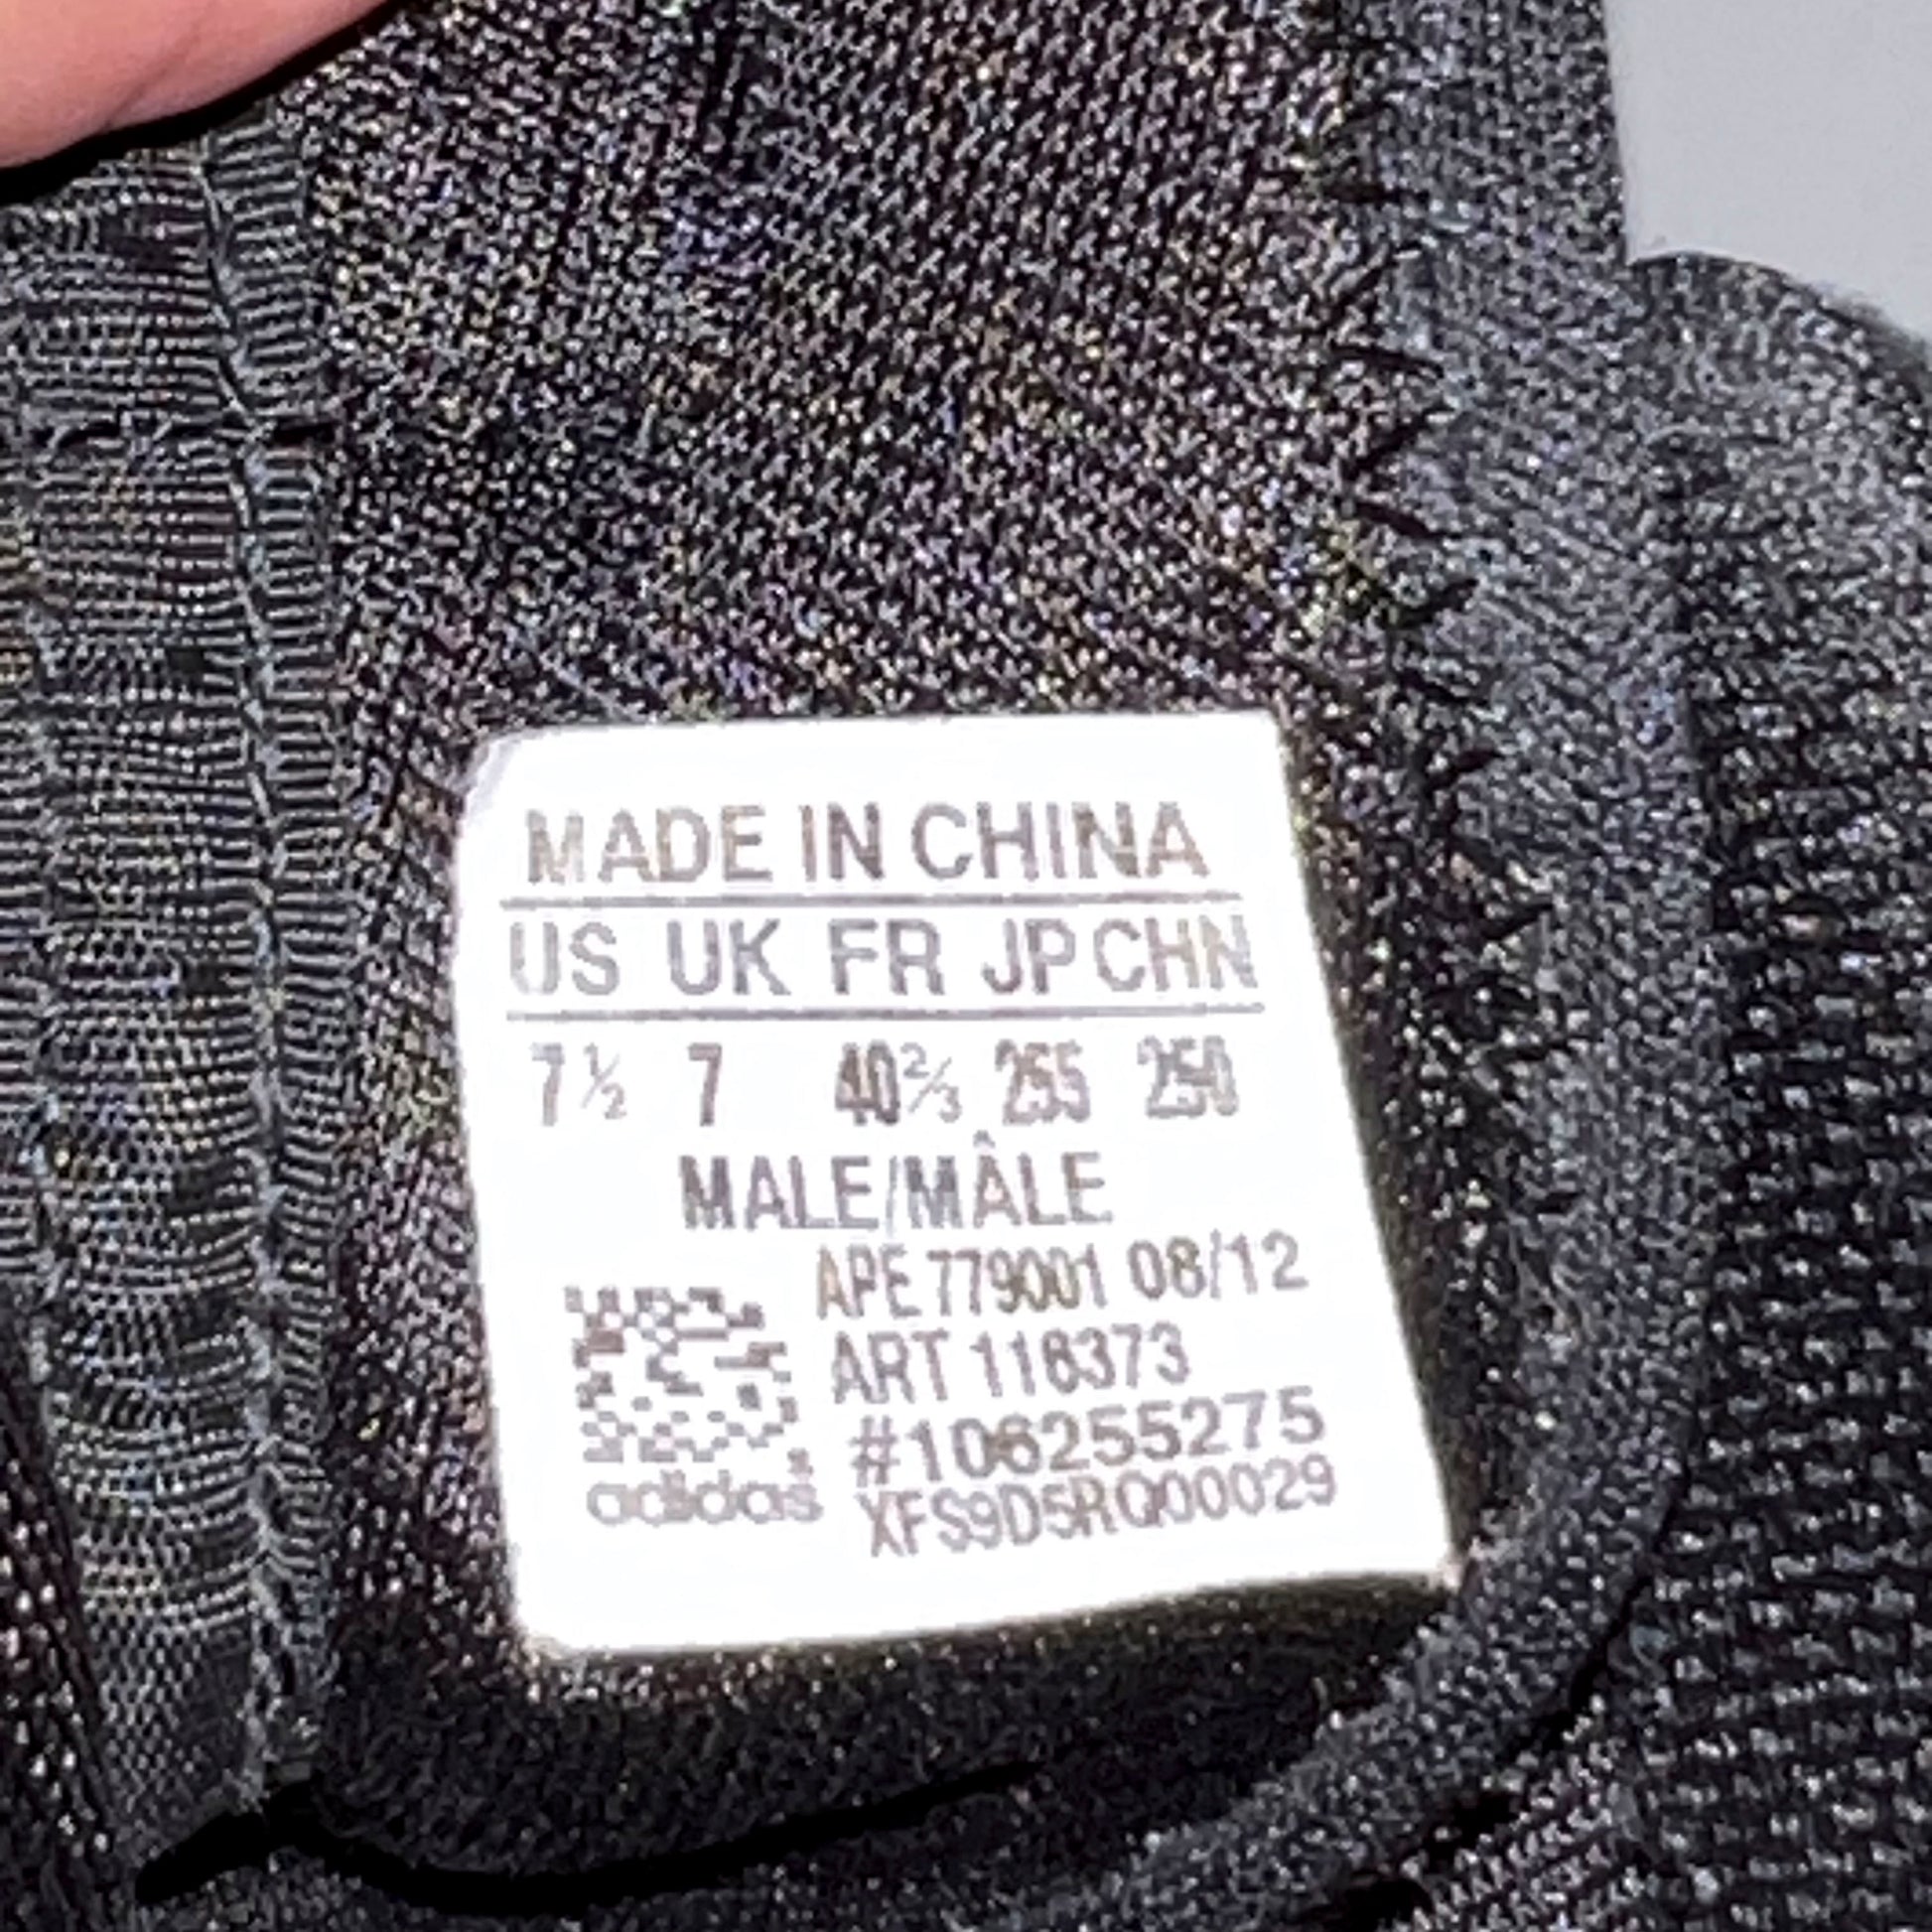 MADE IN CHINA
US UK FR JP CHN
7½ 7 40⅔ 255 250
MALE/MÂLE
APE 779001 08/12
ART 118373
#106255275
adidas XFS9D5RQ00029